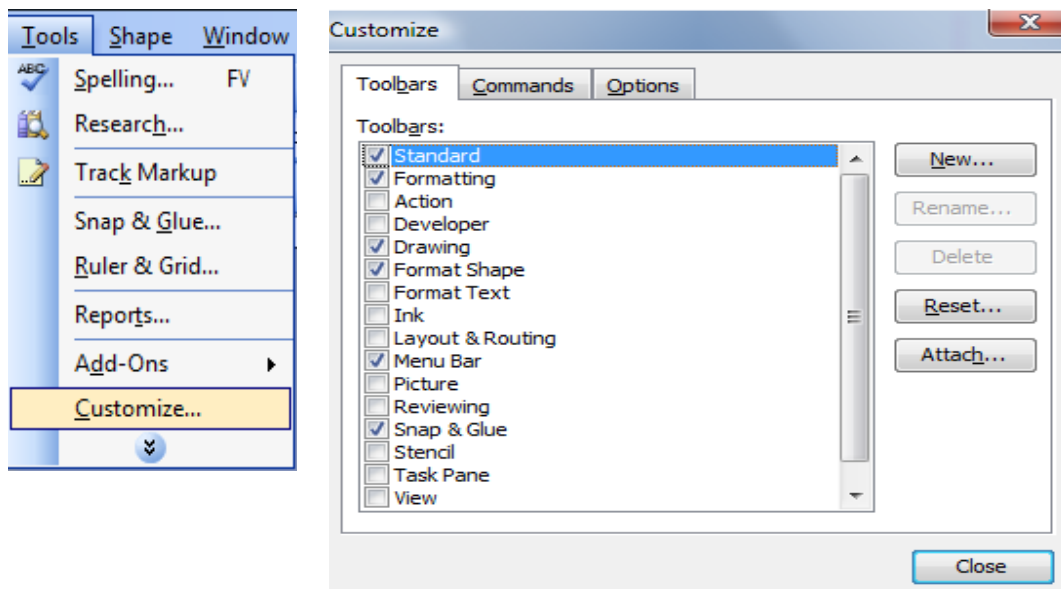 Tools Shape Window
ABC Spelling... FV
Research...
Track Markup
Snap & Glue...
Ruler & Grid...
Reports...
Add-Ons
Customize...
Customize
Toolbars Commands Options
Toolbars:
Standard
Formatting
Action
Developer
Drawing
Format Shape
Format Text
Ink
Layout & Routing
Menu Bar
Picture
Reviewing
Snap & Glue
Stencil
Task Pane
View
New...
Rename...
Delete
Reset...
Attach...
Close